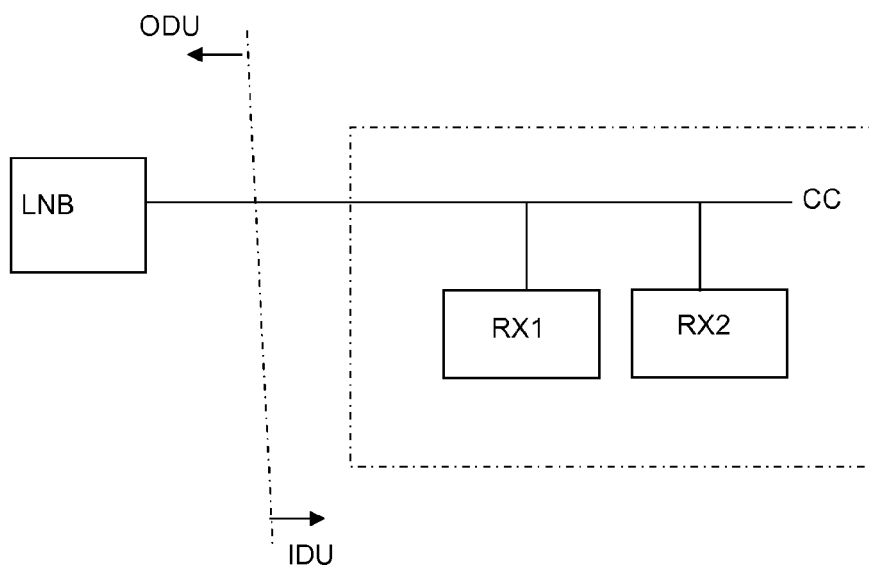 ODU
LNB
CC
RX1
RX2
IDU